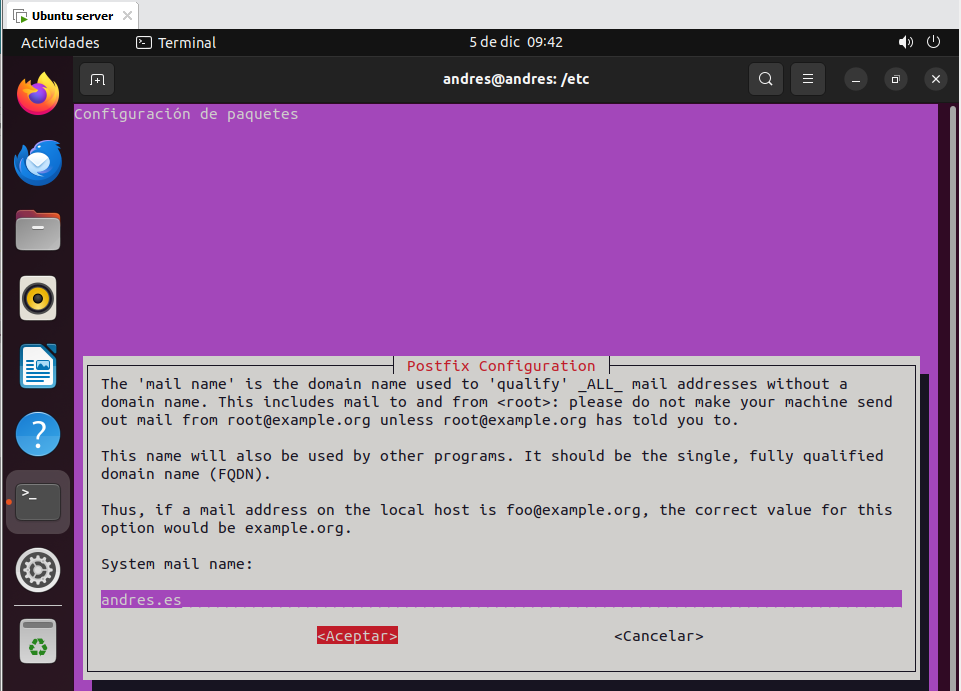 Ubuntu server
Actividades
Terminal
5 de dic 09:42
andres@andres: /etc
Configuración de paquetes
Postfix Configuration
The 'mail name' is the domain name used to 'qualify' _ALL_ mail addresses without a
domain name. This includes mail to and from <root>: please do not make your machine send
out mail from root@example.org unless root@example.org has told you to.
This name will also be used by other programs. It should be the single, fully qualified
domain name (FQDN).
Thus, if a mail address on the local host is foo@example.org, the correct value for this
option would be example.org.
System mail name:
andres.es
<Aceptar>
<Cancelar>